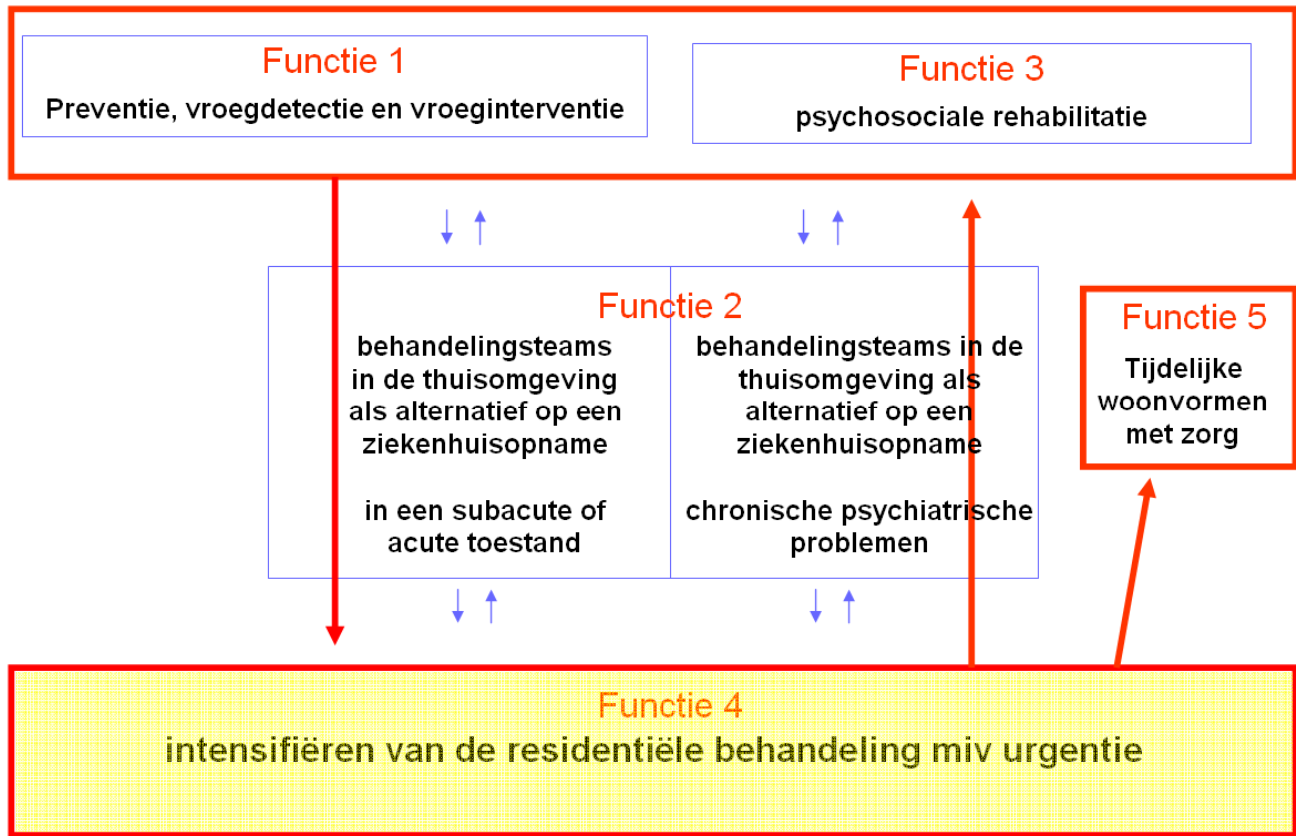 Functie 1
Preventie, vroegdetectie en vroeginterventie
Functie 3
psychosociale rehabilitatie
Functie 2
behandelingsteams
in de thuisomgeving
als alternatief op een
ziekenhuisopname
in een subacute of
acute toestand
behandelingsteams in de
thuisomgeving als
alternatief op een
ziekenhuisopname
chronische psychiatrische
problemen
Functie 5
Tijdelijke
woonvormen
met zorg
Functie 4
intensifiëren van de residentiële behandeling miv urgentie